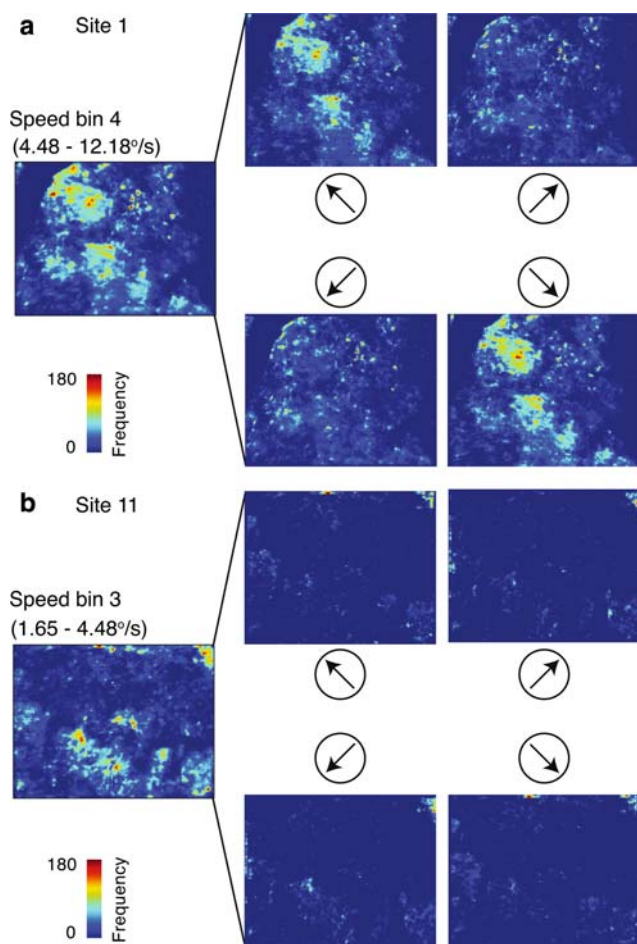 a Site 1
Speed bin 4
(4.48 - 12.18°/s)
180
0
Frequency
b Site 11
Speed bin 3
(1.65 - 4.48°/s)
180
0
Frequency